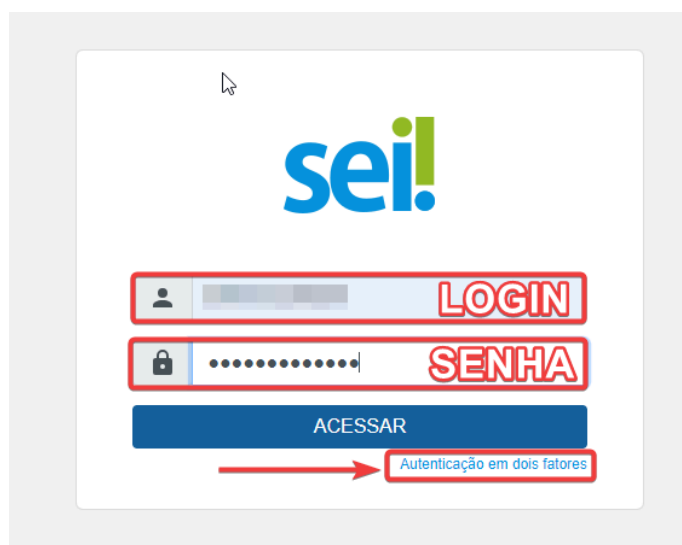 sei!
LOGIN
SENHA
ACESSAR
Autenticação em dois fatores